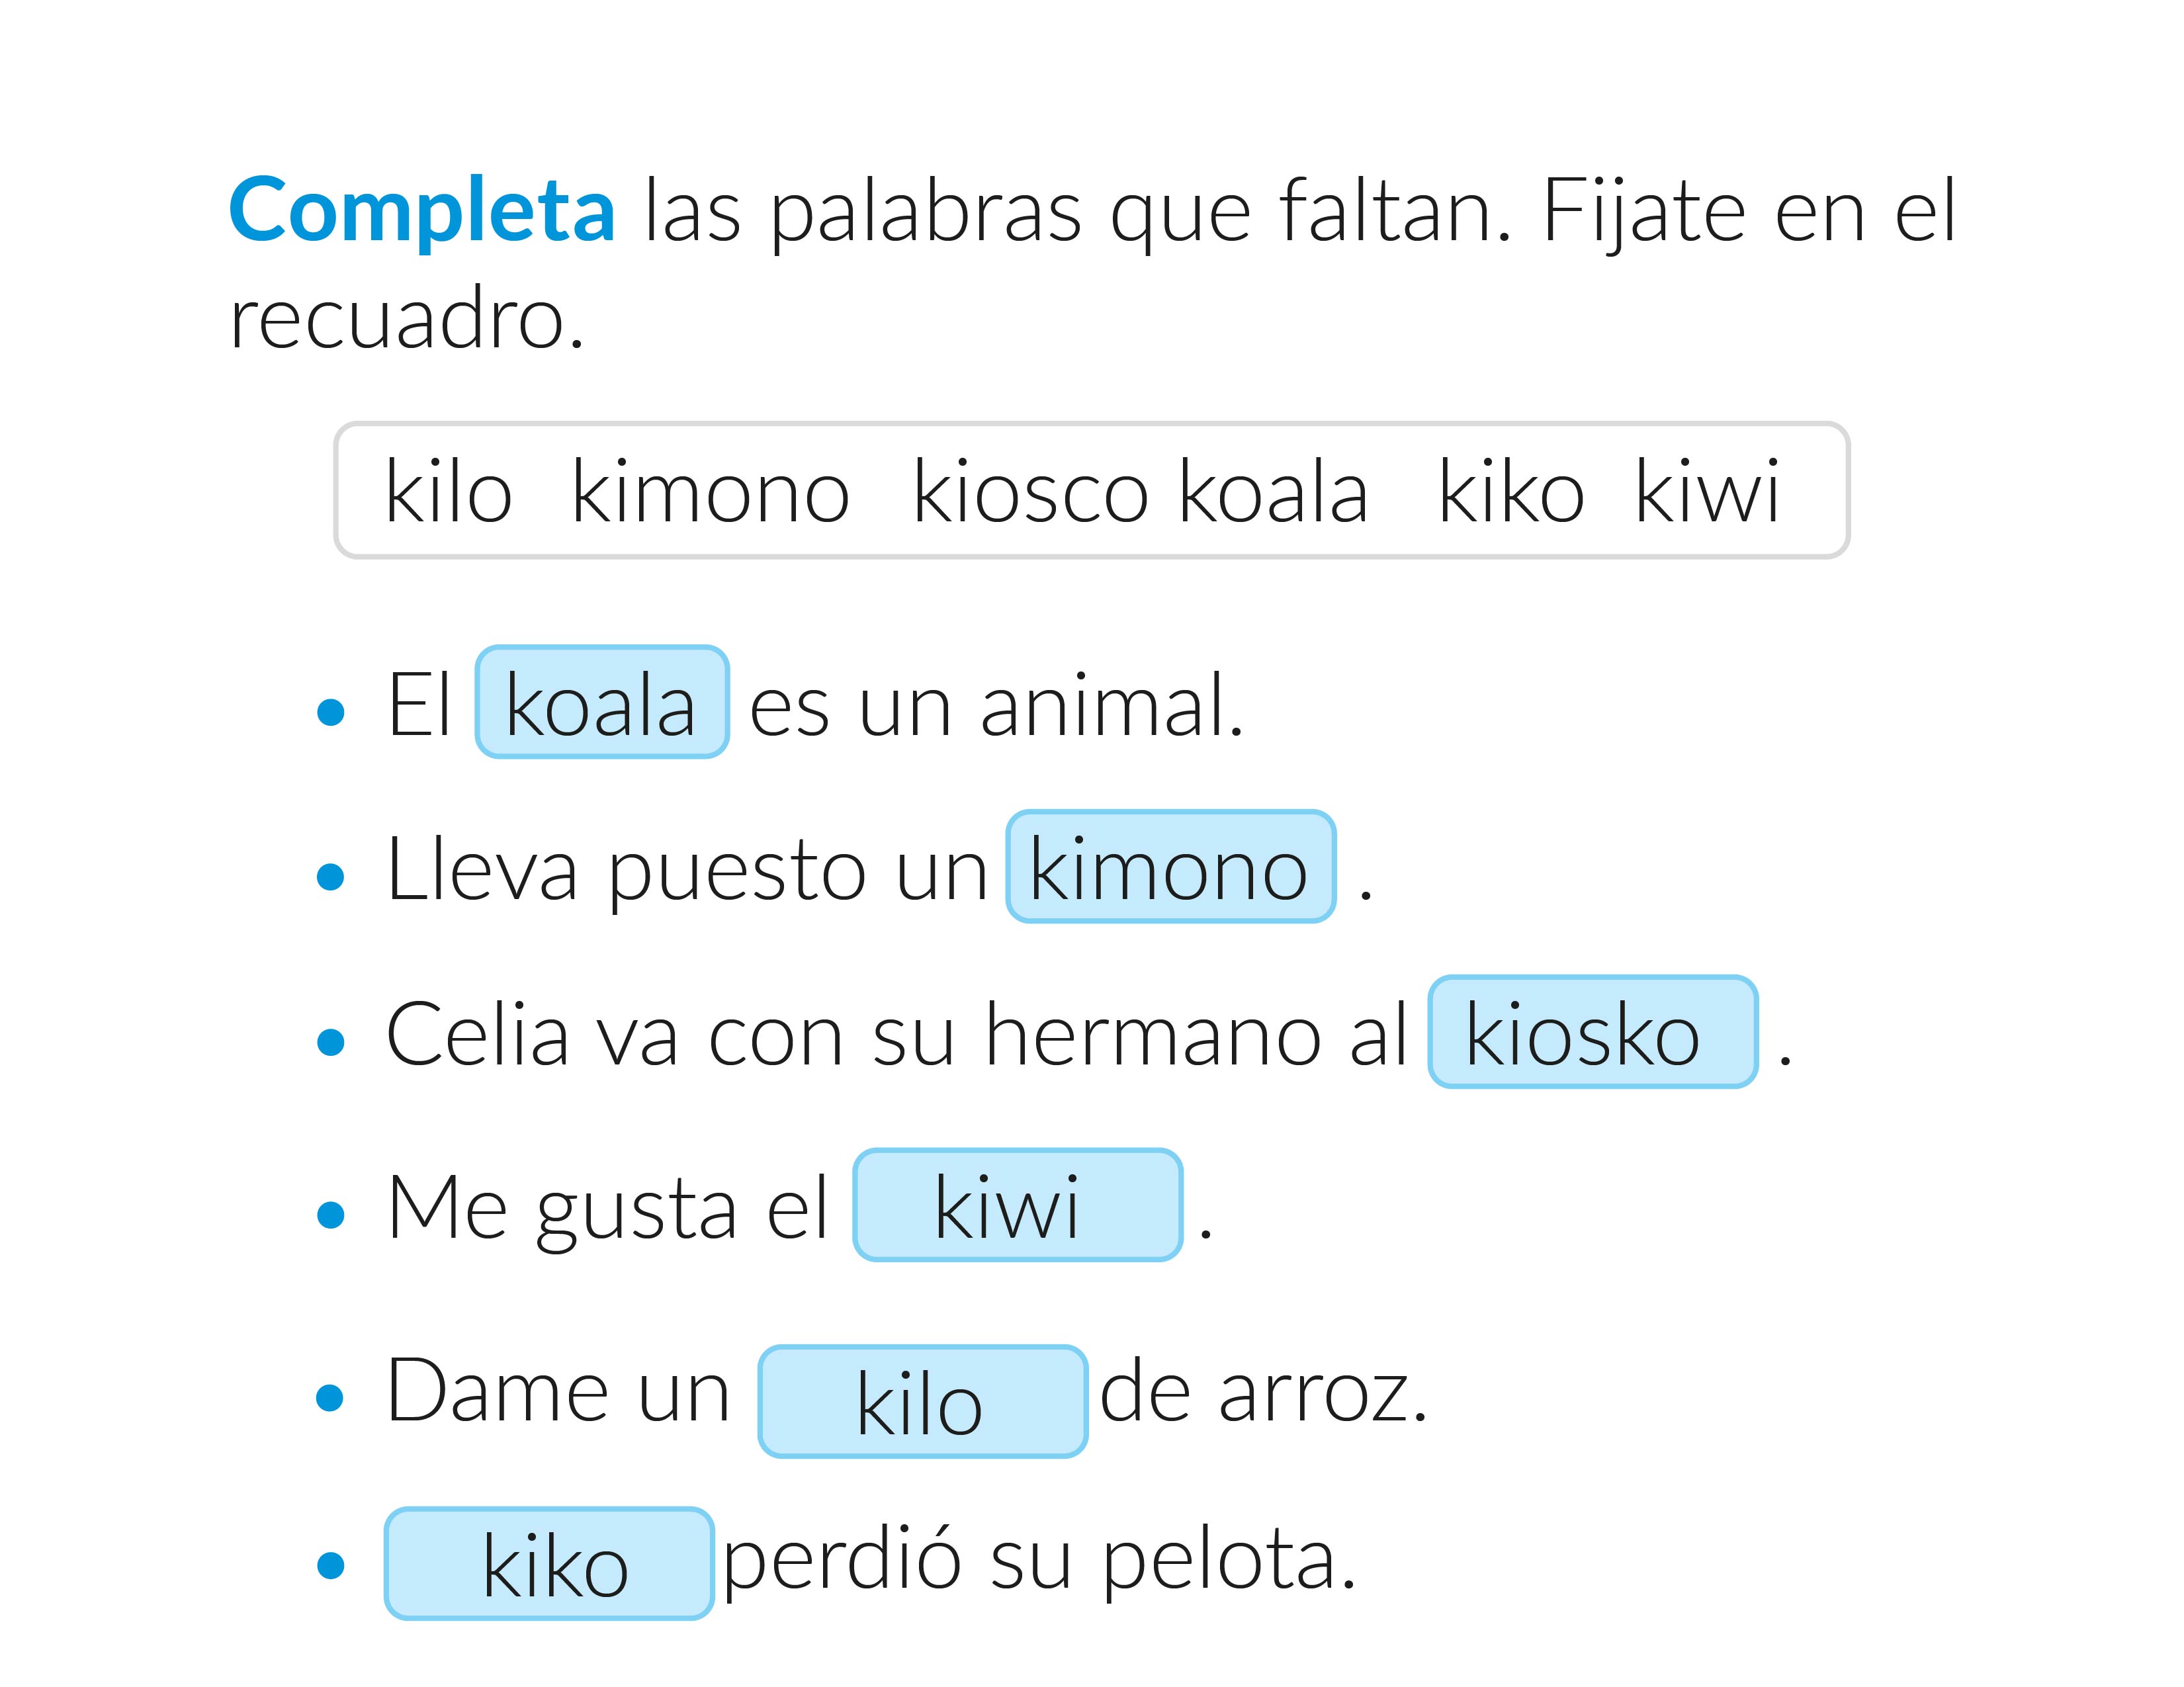 Completa las palabras que faltan. Fijate en el
recuadro.
kilo kimono kiosco koala kiko kiwi
• El koala es un animal.
• Lleva puesto un kimono .
• Celia va con su hermano al kiosko .
• Me gusta el kiwi .
• Dame un kilo de arroz.
• kiko perdió su pelota.